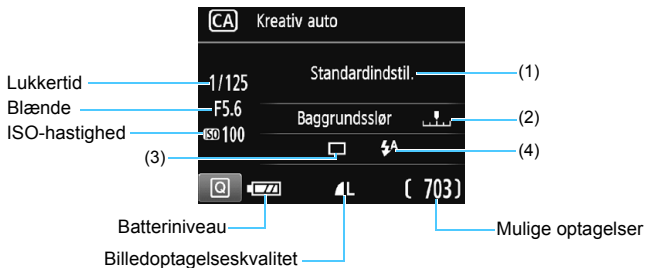 CA Kreativ auto
Lukkertid 1/125 Standardindstil. (1)
Blænde F5.6 Baggrundsslør (2)
ISO-hastighed ISO 100
(3) A (4)
Q L ( 703)
Batteriniveau Mulige optagelser
Billedoptagelseskvalitet